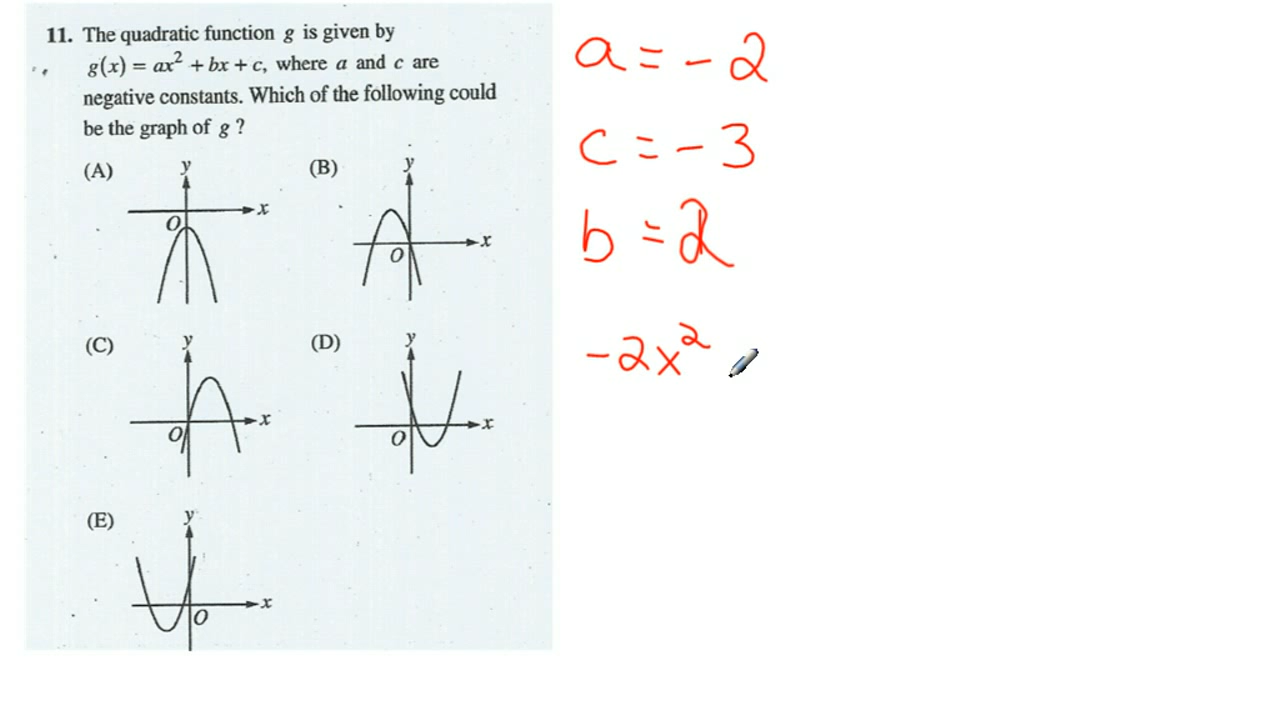 11. The quadratic function g is given by
g(x) = ax² + bx + c, where a and c are
negative constants. Which of the following could
be the graph of g ?
(A) y x O
(B) y x O
(C) y x O
(D) y x O
(E) y x O
a = -2
c = -3
b = 2
-2x²